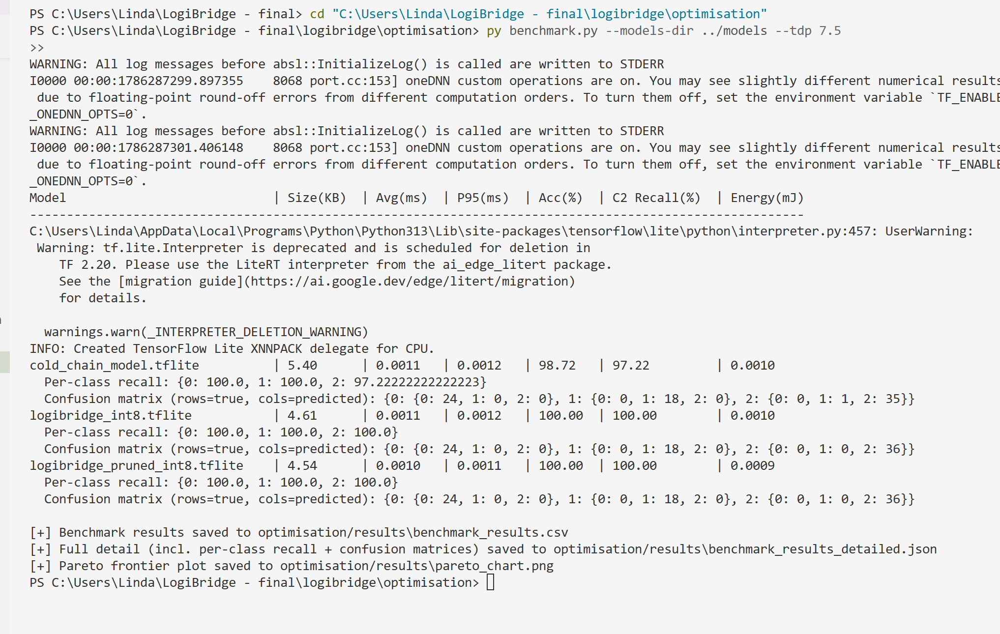 PS C:\Users\Linda\LogiBridge - final> cd "C:\Users\Linda\LogiBridge - final\logibridge\optimisation"
PS C:\Users\Linda\LogiBridge - final\logibridge\optimisation> py benchmark.py --models-dir ../models --tdp 7.5
>>
WARNING: All log messages before absl::InitializeLog() is called are written to STDERR
I0000 00:00:1786287299.897355    8068 port.cc:153] oneDNN custom operations are on. You may see slightly different numerical results
 due to floating-point round-off errors from different computation orders. To turn them off, set the environment variable `TF_ENABLE
_ONEDNN_OPTS=0`.
WARNING: All log messages before absl::InitializeLog() is called are written to STDERR
I0000 00:00:1786287301.406148    8068 port.cc:153] oneDNN custom operations are on. You may see slightly different numerical results
 due to floating-point round-off errors from different computation orders. To turn them off, set the environment variable `TF_ENABLE
_ONEDNN_OPTS=0`.
Model                            | Size(KB)  | Avg(ms)  | P95(ms)  | Acc(%)  | C2 Recall(%)  | Energy(mJ)
---------------------------------------------------------------------------------------------------------
C:\Users\Linda\AppData\Local\Programs\Python\Python313\Lib\site-packages\tensorflow\lite\python\interpreter.py:457: UserWarning:
 Warning: tf.lite.Interpreter is deprecated and is scheduled for deletion in
    TF 2.20. Please use the LiteRT interpreter from the ai_edge_litert package.
    See the [migration guide](https://ai.google.dev/edge/litert/migration)
    for details.
  warnings.warn(_INTERPRETER_DELETION_WARNING)
INFO: Created TensorFlow Lite XNNPACK delegate for CPU.
cold_chain_model.tflite          | 5.40      | 0.0011   | 0.0012   | 98.72   | 97.22         | 0.0010
  Per-class recall: {0: 100.0, 1: 100.0, 2: 97.22222222222223}
  Confusion matrix (rows=true, cols=predicted): {0: {0: 24, 1: 0, 2: 0}, 1: {0: 0, 1: 18, 2: 0}, 2: {0: 0, 1: 1, 2: 35}}
logibridge_int8.tflite           | 4.61      | 0.0011   | 0.0012   | 100.00  | 100.00        | 0.0010
  Per-class recall: {0: 100.0, 1: 100.0, 2: 100.0}
  Confusion matrix (rows=true, cols=predicted): {0: {0: 24, 1: 0, 2: 0}, 1: {0: 0, 1: 18, 2: 0}, 2: {0: 0, 1: 0, 2: 36}}
logibridge_pruned_int8.tflite    | 4.54      | 0.0010   | 0.0011   | 100.00  | 100.00        | 0.0009
  Per-class recall: {0: 100.0, 1: 100.0, 2: 100.0}
  Confusion matrix (rows=true, cols=predicted): {0: {0: 24, 1: 0, 2: 0}, 1: {0: 0, 1: 18, 2: 0}, 2: {0: 0, 1: 0, 2: 36}}
[+] Benchmark results saved to optimisation/results\benchmark_results.csv
[+] Full detail (incl. per-class recall + confusion matrices) saved to optimisation/results\benchmark_results_detailed.json
[+] Pareto frontier plot saved to optimisation/results\pareto_chart.png
PS C:\Users\Linda\LogiBridge - final\logibridge\optimisation>